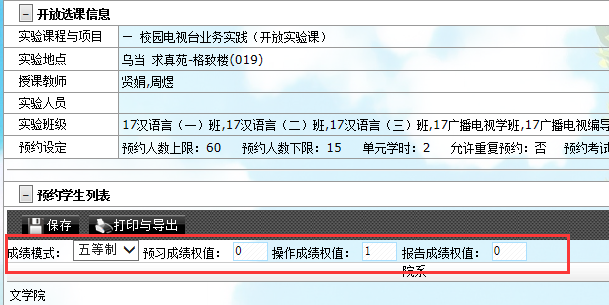 开放选课信息
实验课程与项目 一 校园电视台业务实践（开放实验课）
实验地点 乌当 求真苑-格致楼(019)
授课教师 贤娟,周煜
实验人员
实验班级 17汉语言（一）班,17汉语言（二）班,17汉语言（三）班,17广播电视学班,17广播电视编导
预约设定 预约人数上限：60 预约人数下限：15 单元学时：2 允许重复预约：否 预约考试
预约学生列表
保存 打印与导出
成绩模式： 五等制 预习成绩权值： 0 操作成绩权值： 1 报告成绩权值： 0
院系
文学院